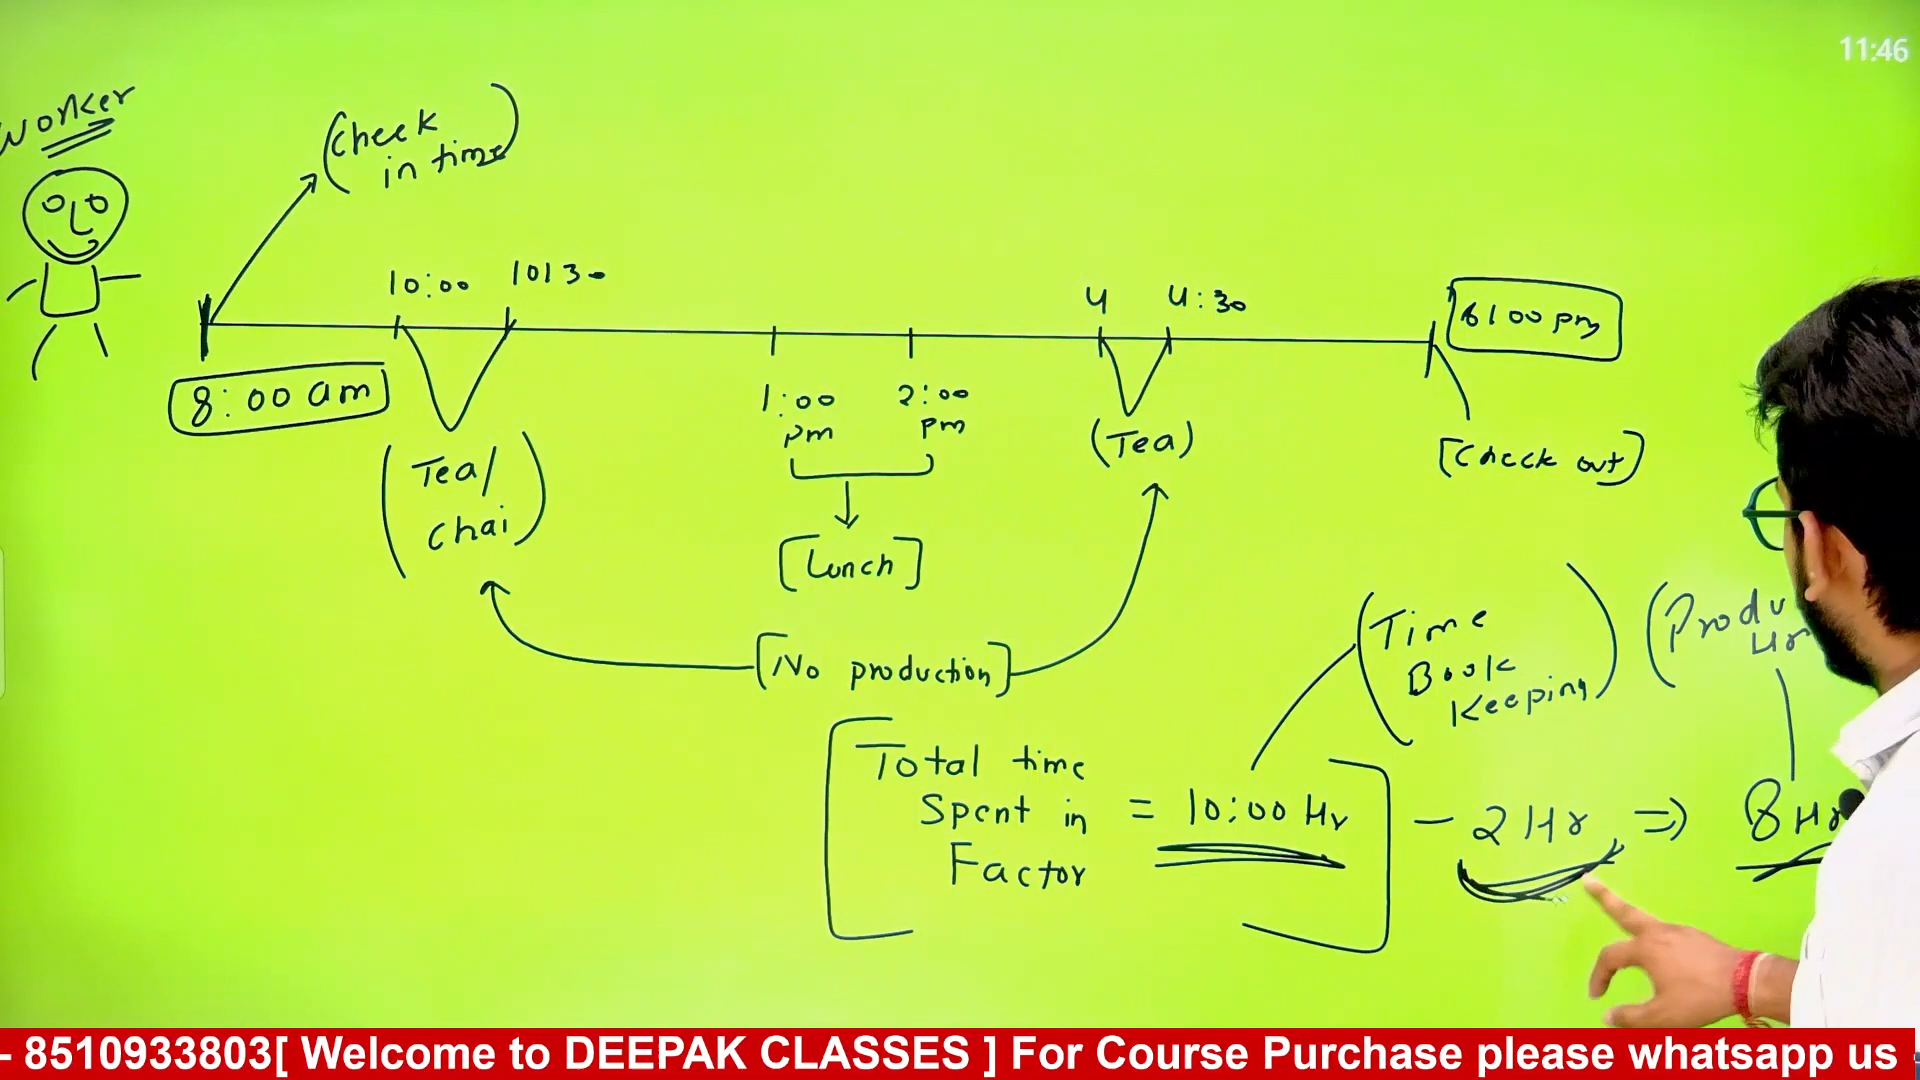 11:46
Worker
(Check
in time)
10:00
10:30
4
4:30
6:00 pm
8:00 am
1:00
pm
2:00
pm
(Tea)
[Check out]
(Tea/
Chai)
[Lunch]
[No production]
(Time
Book
Keeping)
(Produ
Hr
Total time
Spent in = 10:00 Hr
Factor
- 2 Hr => 8 Hr
- 8510933803[ Welcome to DEEPAK CLASSES ] For Course Purchase please whatsapp us -